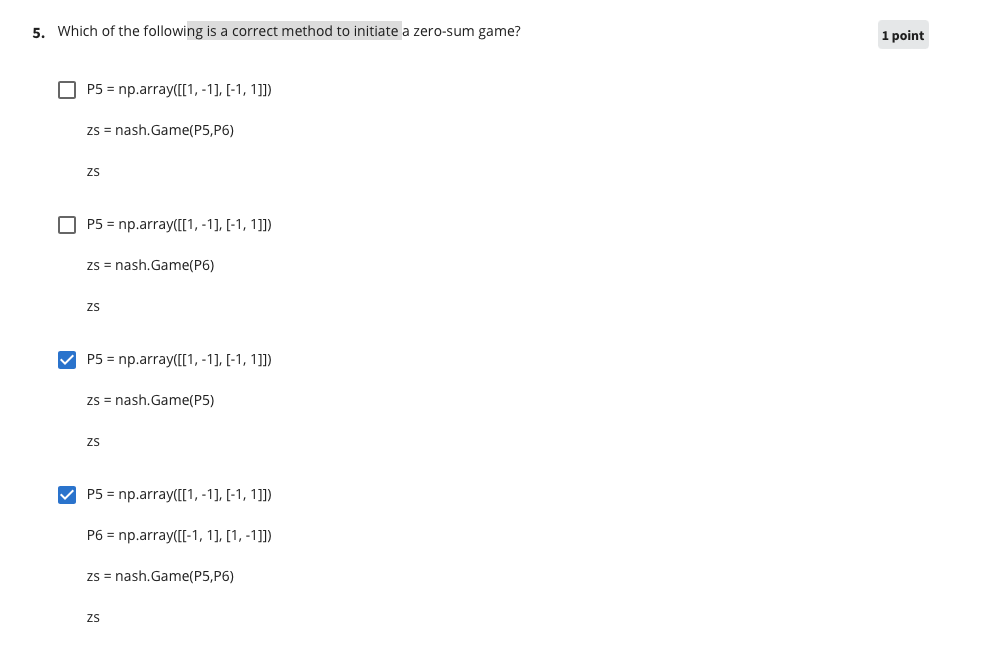 5. Which of the following is a correct method to initiate a zero-sum game?
1 point
P5 = np.array([[1, -1], [-1, 1]])
zs = nash.Game(P5,P6)
zs
P5 = np.array([[1, -1], [-1, 1]])
zs = nash.Game(P6)
zs
P5 = np.array([[1, -1], [-1, 1]])
zs = nash.Game(P5)
zs
P5 = np.array([[1, -1], [-1, 1]])
P6 = np.array([[-1, 1], [1, -1]])
zs = nash.Game(P5,P6)
zs